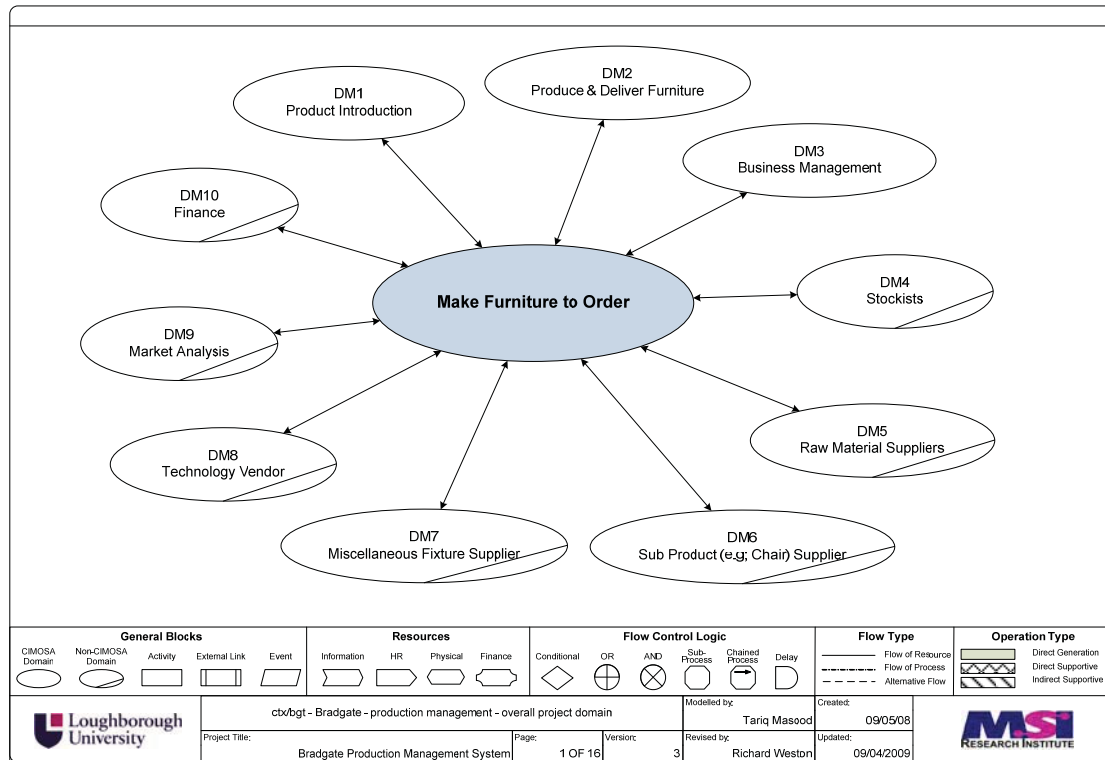 DM1
Product Introduction
DM2
Produce & Deliver Furniture
DM3
Business Management
DM10
Finance
DM4
Stockists
Make Furniture to Order
DM9
Market Analysis
DM5
Raw Material Suppliers
DM8
Technology Vendor
DM7
Miscellaneous Fixture Supplier
DM6
Sub Product (e.g; Chair) Supplier
General Blocks
CIMOSA
Domain
Non-CIMOSA
Domain
Activity
External Link
Event
Resources
Information
HR
Physical
Finance
Flow Control Logic
Conditional
OR
AND
Sub-
Process
Chained
Process
Delay
Flow Type
Flow of Resource
Flow of Process
Alternative Flow
Operation Type
Direct Generation
Direct Supportive
Indirect Supportive
Loughborough
University
ctx/bgt - Bradgate - production management - overall project domain
Modelled by:
Tariq Masood
Created:
09/05/08
Project Title:
Bradgate Production Management System
Page:
1 OF 16
Version:
3
Revised by:
Richard Weston
Updated:
09/04/2009
MSI
RESEARCH INSTITUTE